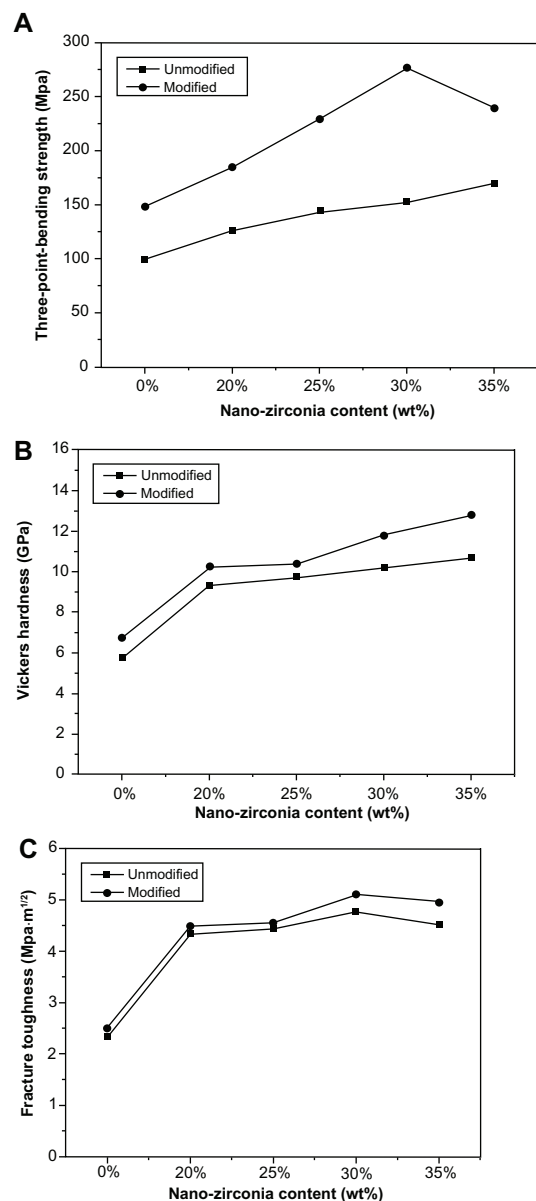 A
300
250
200
150
100
50
0
Three-point-bending strength (Mpa)
Unmodified
Modified
0% 20% 25% 30% 35%
Nano-zirconia content (wt%)
B
16
14
12
10
8
6
4
2
0
Vickers hardness (GPa)
Unmodified
Modified
0% 20% 25% 30% 35%
Nano-zirconia content (wt%)
C
6
5
4
3
2
1
0
Fracture toughness (Mpa·m¹/²)
Unmodified
Modified
0% 20% 25% 30% 35%
Nano-zirconia content (wt%)